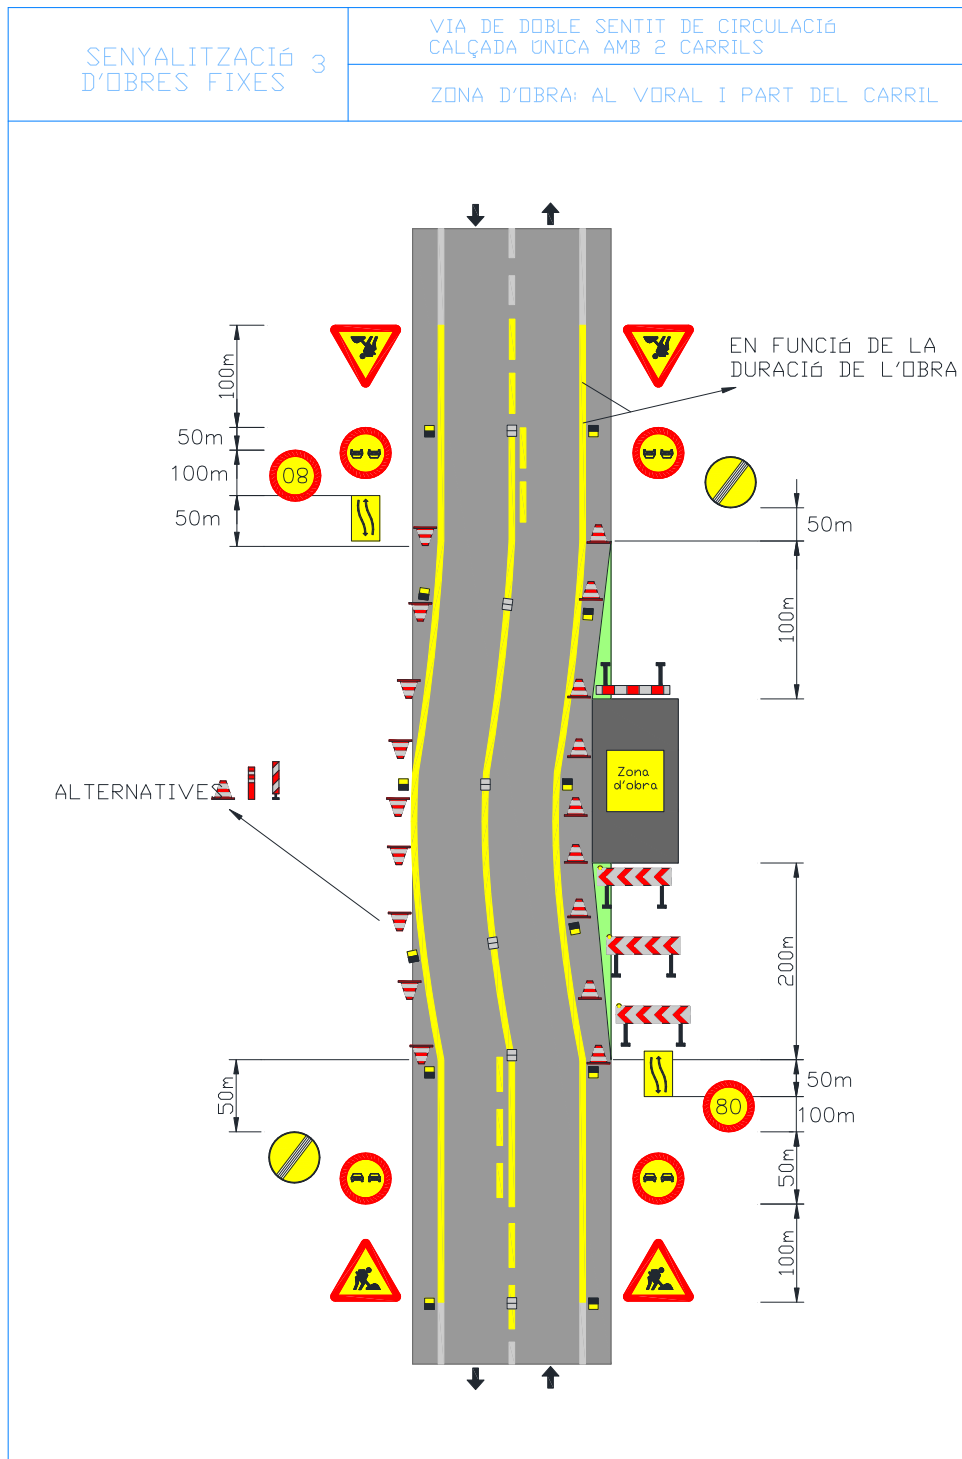 SENYALITZACIó 3
D'OBRES FIXES
VIA DE DOBLE SENTIT DE CIRCULACIó
CALÇADA ÚNICA AMB 2 CARRILS
ZONA D'OBRA: AL VORAL I PART DEL CARRIL
EN FUNCIó DE LA
DURACIó DE L'OBRA
100m
50m
100m
50m
80
50m
100m
ALTERNATIVES
Zona
d'obra
200m
50m
80
100m
50m
50m
100m